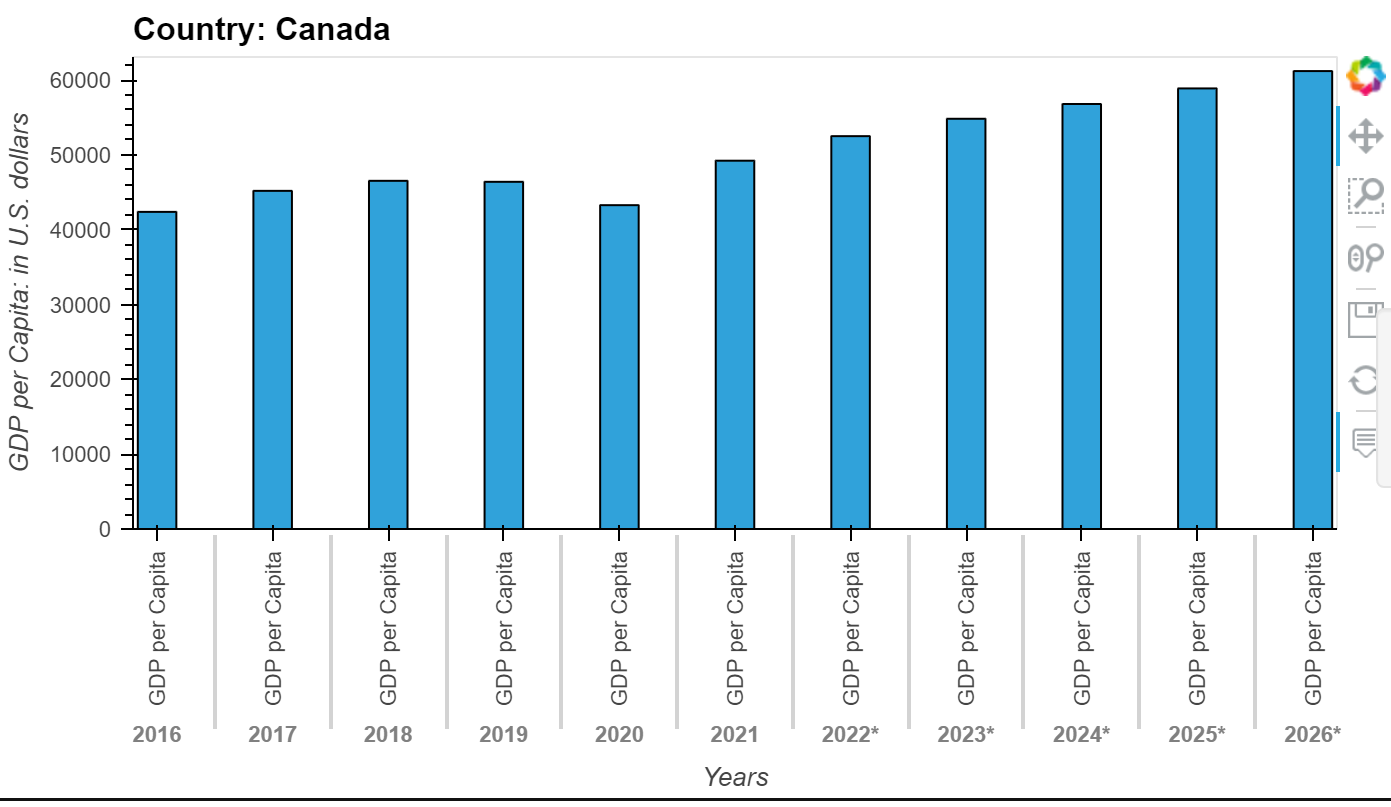 Country: Canada
GDP per Capita: in U.S. dollars
60000
50000
40000
30000
20000
10000
0
GDP per Capita
GDP per Capita
GDP per Capita
GDP per Capita
GDP per Capita
GDP per Capita
GDP per Capita
GDP per Capita
GDP per Capita
GDP per Capita
GDP per Capita
2016 2017 2018 2019 2020 2021 2022* 2023* 2024* 2025* 2026*
Years